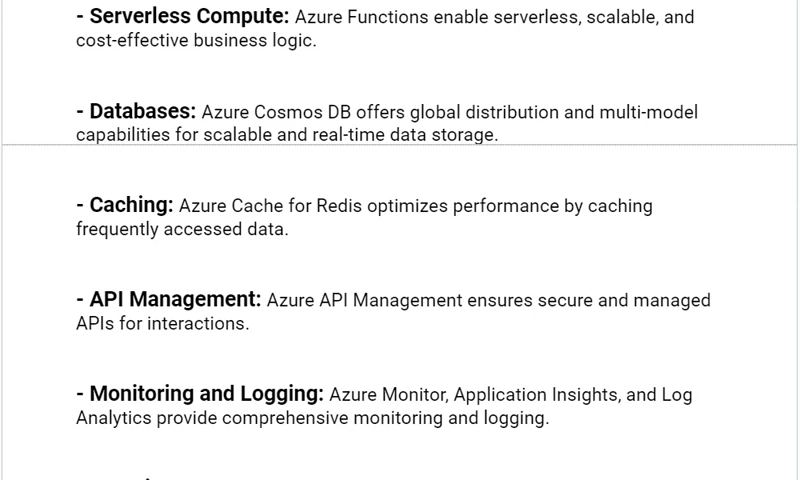 - Serverless Compute: Azure Functions enable serverless, scalable, and
cost-effective business logic.
- Databases: Azure Cosmos DB offers global distribution and multi-model
capabilities for scalable and real-time data storage.
- Caching: Azure Cache for Redis optimizes performance by caching
frequently accessed data.
- API Management: Azure API Management ensures secure and managed
APIs for interactions.
- Monitoring and Logging: Azure Monitor, Application Insights, and Log
Analytics provide comprehensive monitoring and logging.